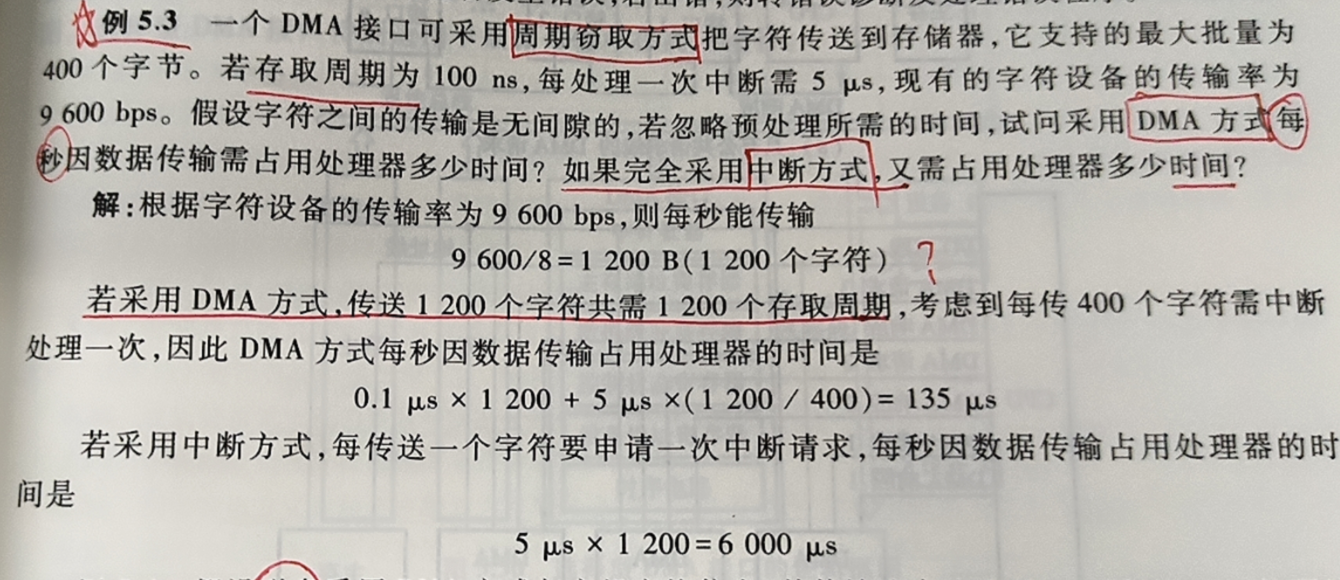 例 5.3 一个 DMA 接口可采用周期窃取方式把字符传送到存储器,它支持的最大批量为
400 个字节。若存取周期为 100 ns,每处理一次中断需 5 μs,现有的字符设备的传输率为
9 600 bps。假设字符之间的传输是无间隙的,若忽略预处理所需的时间,试问采用 DMA 方式每
秒因数据传输需占用处理器多少时间? 如果完全采用中断方式,又需占用处理器多少时间?
解:根据字符设备的传输率为 9 600 bps,则每秒能传输
9 600/8=1 200 B(1 200 个字符) ?
若采用 DMA 方式,传送 1 200 个字符共需 1 200 个存取周期,考虑到每传 400 个字符需中断
处理一次,因此 DMA 方式每秒因数据传输占用处理器的时间是
0.1 μs × 1 200 + 5 μs ×(1 200 / 400)= 135 μs
若采用中断方式,每传送一个字符要申请一次中断请求,每秒因数据传输占用处理器的时
间是
5 μs × 1 200=6 000 μs